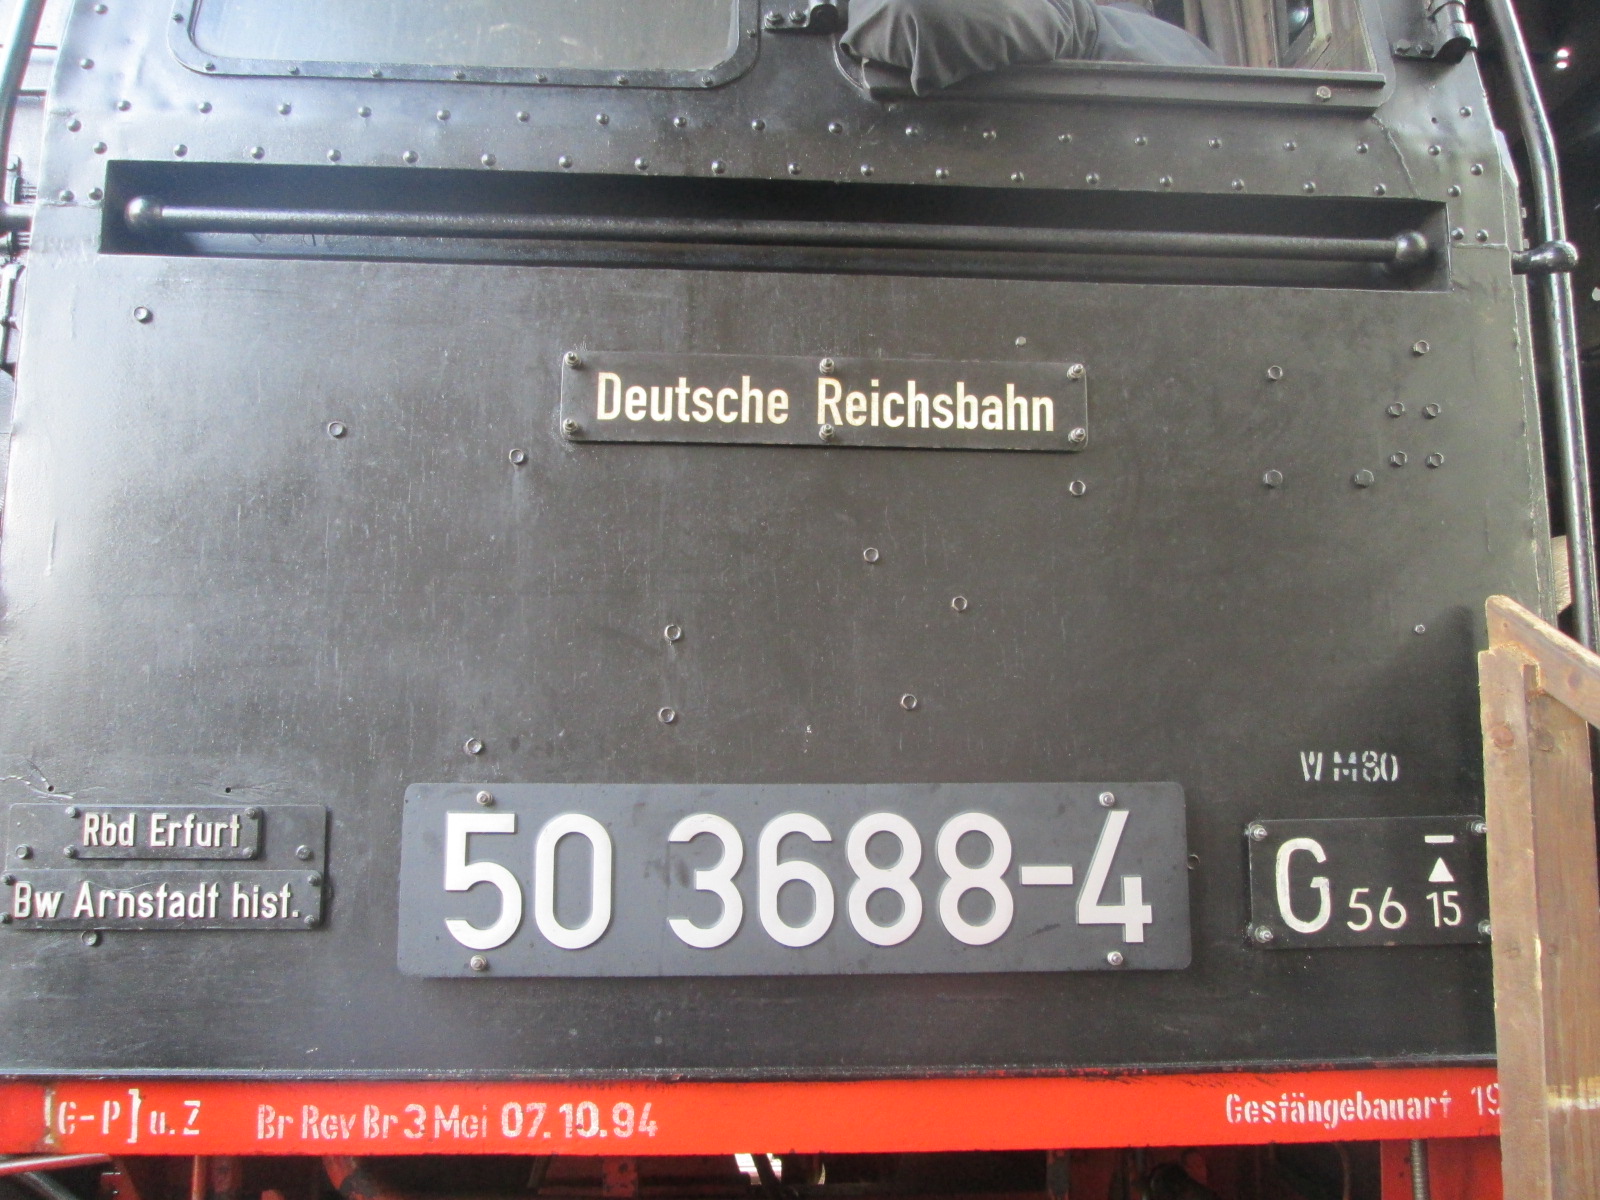 Deutsche Reichsbahn
W M80
Rbd Erfurt
Bw Arnstadt hist.
50 3688-4
G 56 15
[G-P] u. Z
Br Rev Br 3 Mei 07.10.94
Gestängebauart 19